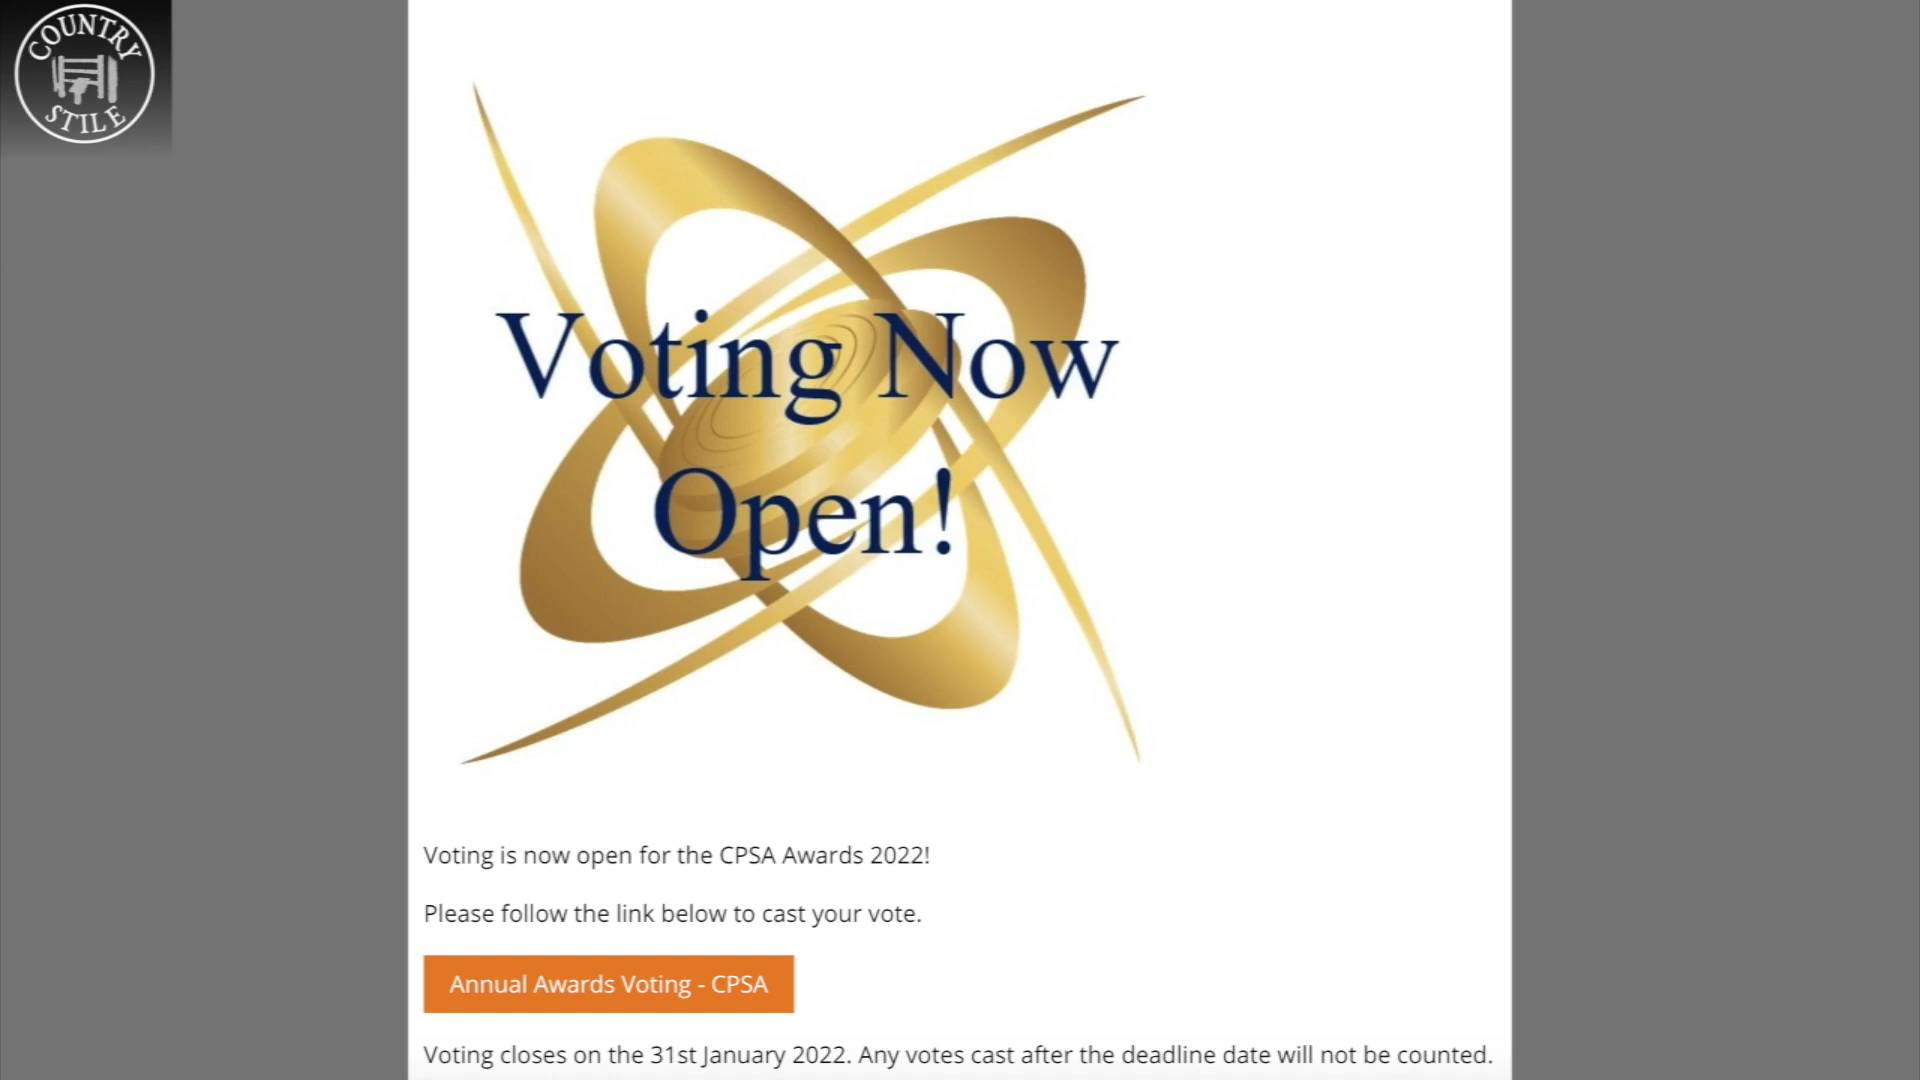 COUNTRY
STILE
Voting Now
Open!
Voting is now open for the CPSA Awards 2022!
Please follow the link below to cast your vote.
Annual Awards Voting - CPSA
Voting closes on the 31st January 2022. Any votes cast after the deadline date will not be counted.